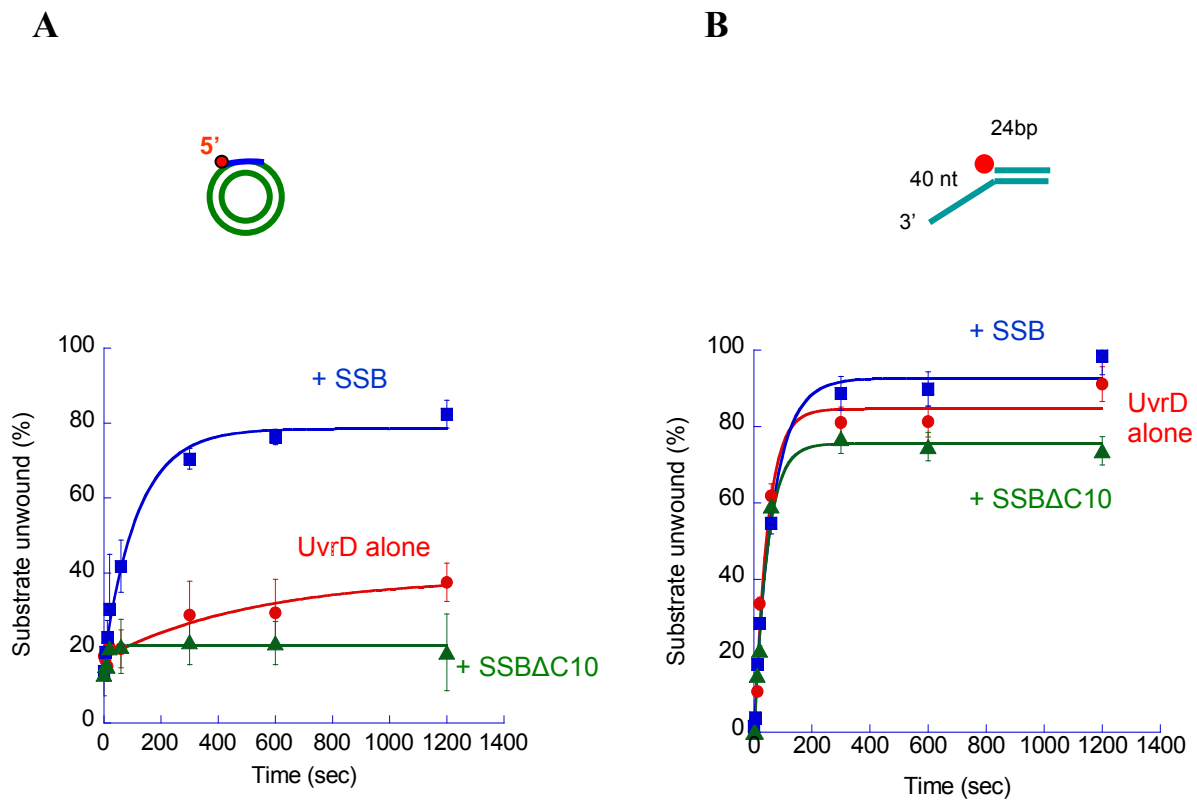 A
5'
Substrate unwound (%)
100
80
60
40
20
0
+ SSB
UvrD alone
+ SSBΔC10
0 200 400 600 800 1000 1200 1400
Time (sec)
B
24bp
40 nt
3'
Substrate unwound (%)
100
80
60
40
20
0
+ SSB
UvrD
alone
+ SSBΔC10
0 200 400 600 800 1000 1200 1400
Time (sec)